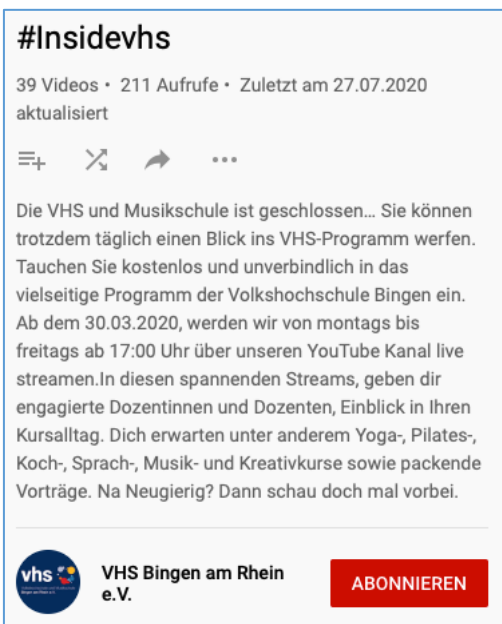 #Insidevhs
39 Videos • 211 Aufrufe • Zuletzt am 27.07.2020
aktualisiert
Die VHS und Musikschule ist geschlossen… Sie können
trotzdem täglich einen Blick ins VHS-Programm werfen.
Tauchen Sie kostenlos und unverbindlich in das
vielseitige Programm der Volkshochschule Bingen ein.
Ab dem 30.03.2020, werden wir von montags bis
freitags ab 17:00 Uhr über unseren YouTube Kanal live
streamen.In diesen spannenden Streams, geben dir
engagierte Dozentinnen und Dozenten, Einblick in Ihren
Kursalltag. Dich erwarten unter anderem Yoga-, Pilates-,
Koch-, Sprach-, Musik- und Kreativkurse sowie packende
Vorträge. Na Neugierig? Dann schau doch mal vorbei.
vhs
VHS Bingen am Rhein
e.V.
ABONNIEREN